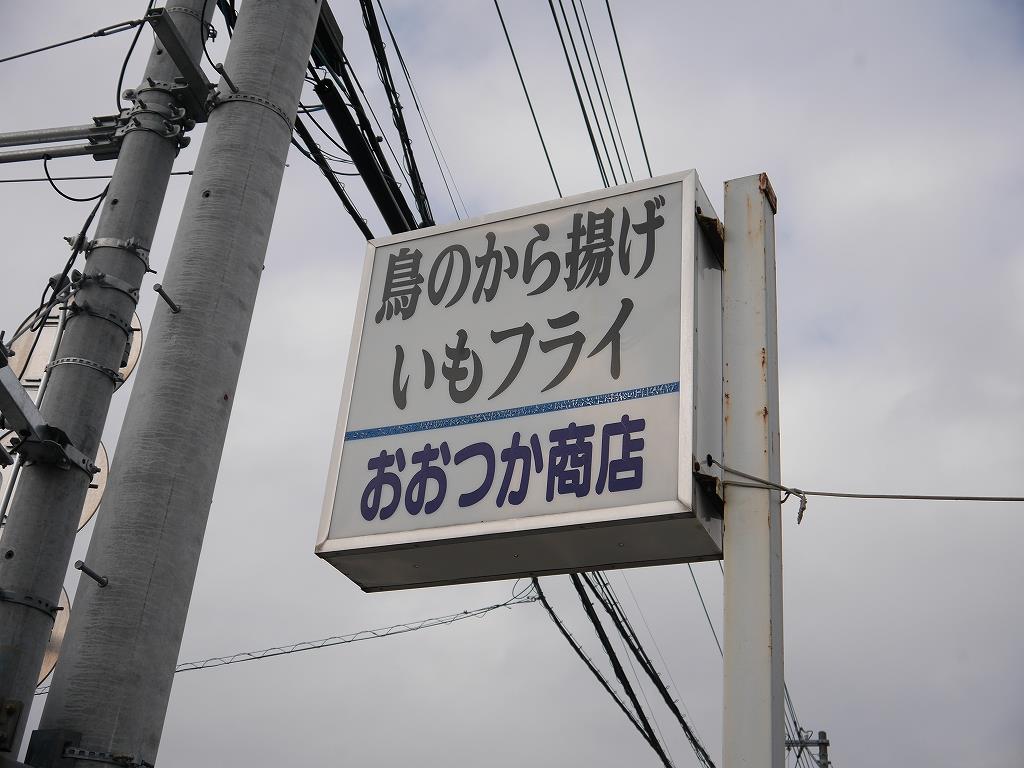 鳥のから揚げ
いもフライ
おおつか商店